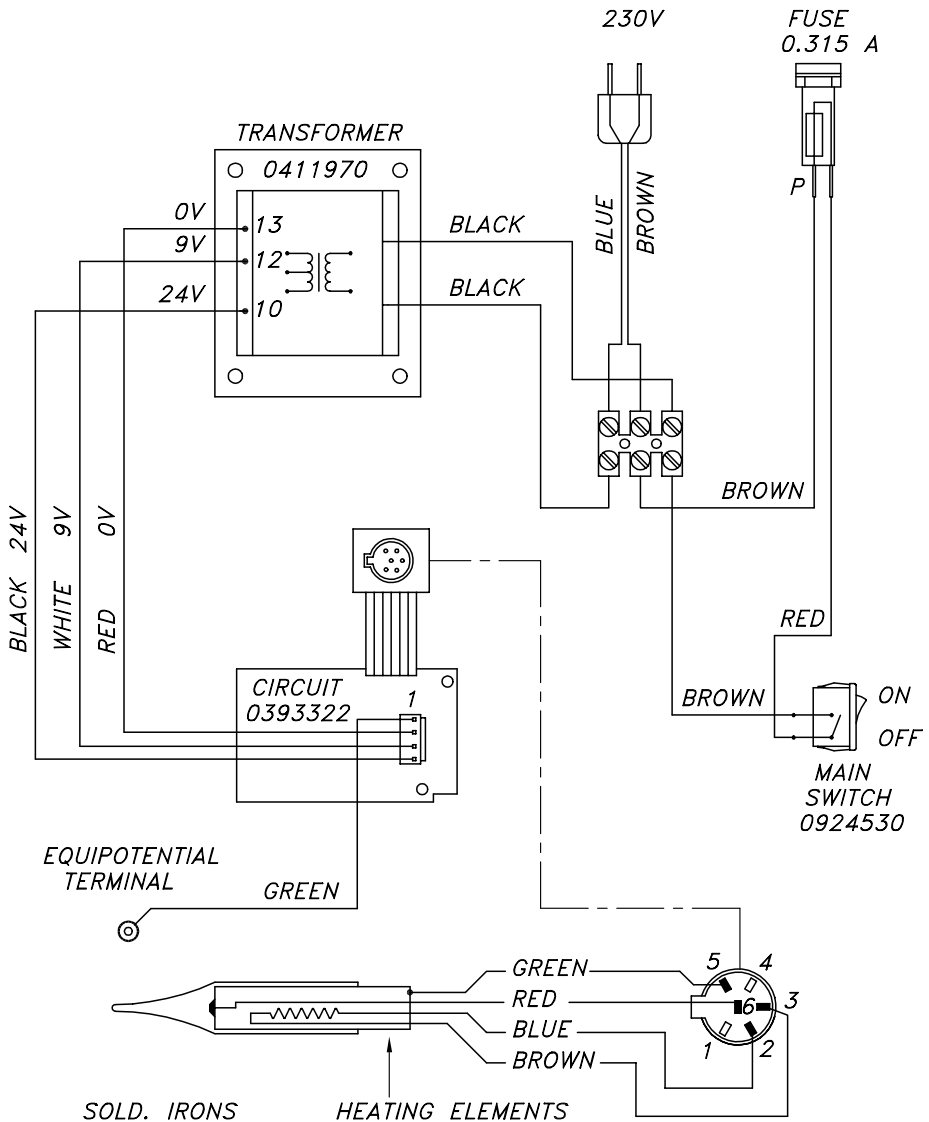 230V
FUSE
0.315 A
TRANSFORMER
0411970
P
BLUE
BROWN
0V
13
9V
12
24V
10
BLACK
BLACK
BROWN
BLACK 24V
WHITE 9V
RED 0V
RED
CIRCUIT
0393322
1
BROWN
ON
OFF
MAIN
SWITCH
0924530
EQUIPOTENTIAL
TERMINAL
GREEN
5
4
GREEN
RED
6
3
BLUE
1
2
BROWN
SOLD. IRONS
HEATING ELEMENTS